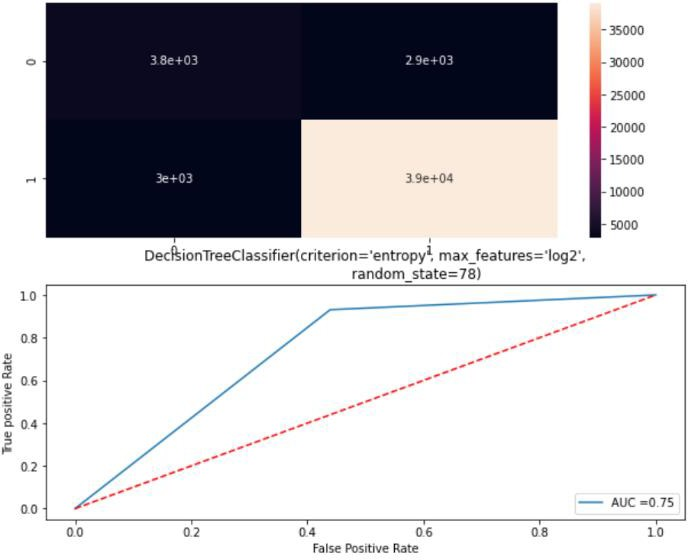 0
3.8e+03
2.9e+03
1
3e+03
3.9e+04
0
1
35000
30000
25000
20000
15000
10000
5000
DecisionTreeClassifier(criterion='entropy', max_features='log2',
random_state=78)
True positive Rate
1.0
0.8
0.6
0.4
0.2
0.0
AUC =0.75
0.0
0.2
0.4
0.6
0.8
1.0
False Positive Rate